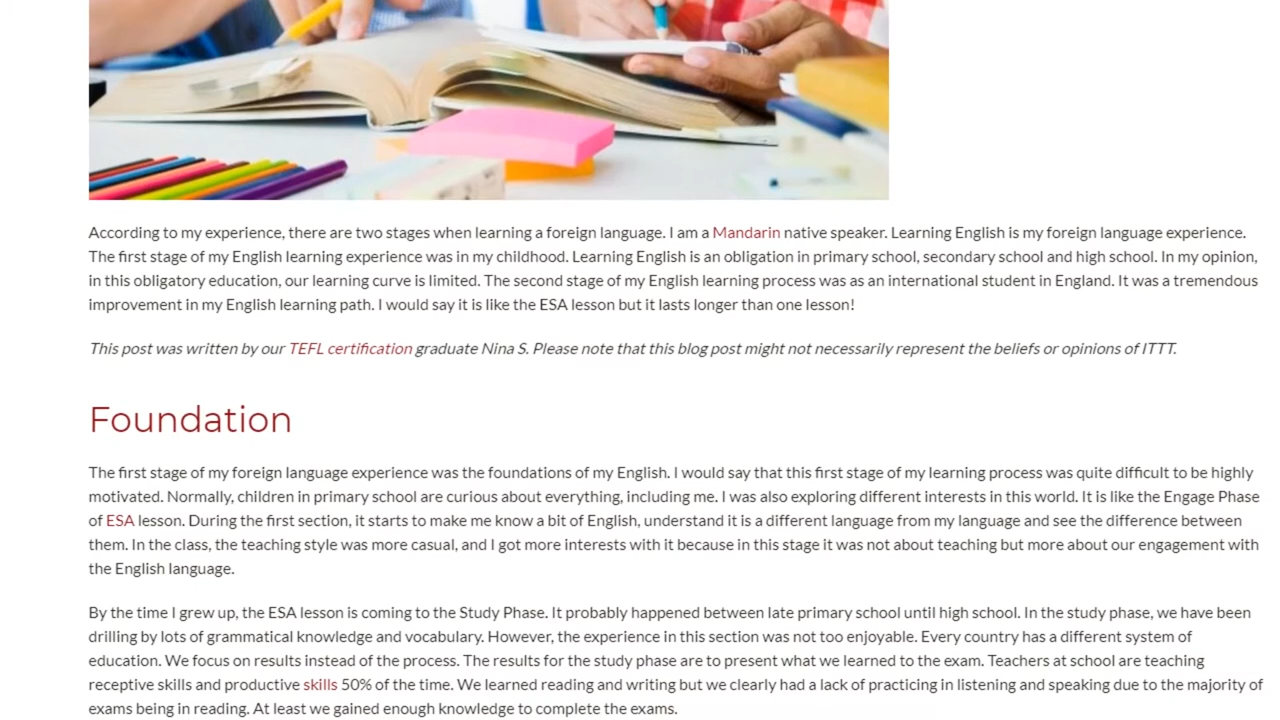 According to my experience, there are two stages when learning a foreign language. I am a Mandarin native speaker. Learning English is my foreign language experience.
The first stage of my English learning experience was in my childhood. Learning English is an obligation in primary school, secondary school and high school. In my opinion,
in this obligatory education, our learning curve is limited. The second stage of my English learning process was as an international student in England. It was a tremendous
improvement in my English learning path. I would say it is like the ESA lesson but it lasts longer than one lesson!
This post was written by our TEFL certification graduate Nina S. Please note that this blog post might not necessarily represent the beliefs or opinions of ITTT.
Foundation
The first stage of my foreign language experience was the foundations of my English. I would say that this first stage of my learning process was quite difficult to be highly
motivated. Normally, children in primary school are curious about everything, including me. I was also exploring different interests in this world. It is like the Engage Phase
of ESA lesson. During the first section, it starts to make me know a bit of English, understand it is a different language from my language and see the difference between
them. In the class, the teaching style was more casual, and I got more interests with it because in this stage it was not about teaching but more about our engagement with
the English language.
By the time I grew up, the ESA lesson is coming to the Study Phase. It probably happened between late primary school until high school. In the study phase, we have been
drilling by lots of grammatical knowledge and vocabulary. However, the experience in this section was not too enjoyable. Every country has a different system of
education. We focus on results instead of the process. The results for the study phase are to present what we learned to the exam. Teachers at school are teaching
receptive skills and productive skills 50% of the time. We learned reading and writing but we clearly had a lack of practicing in listening and speaking due to the majority of
exams being in reading. At least we gained enough knowledge to complete the exams.